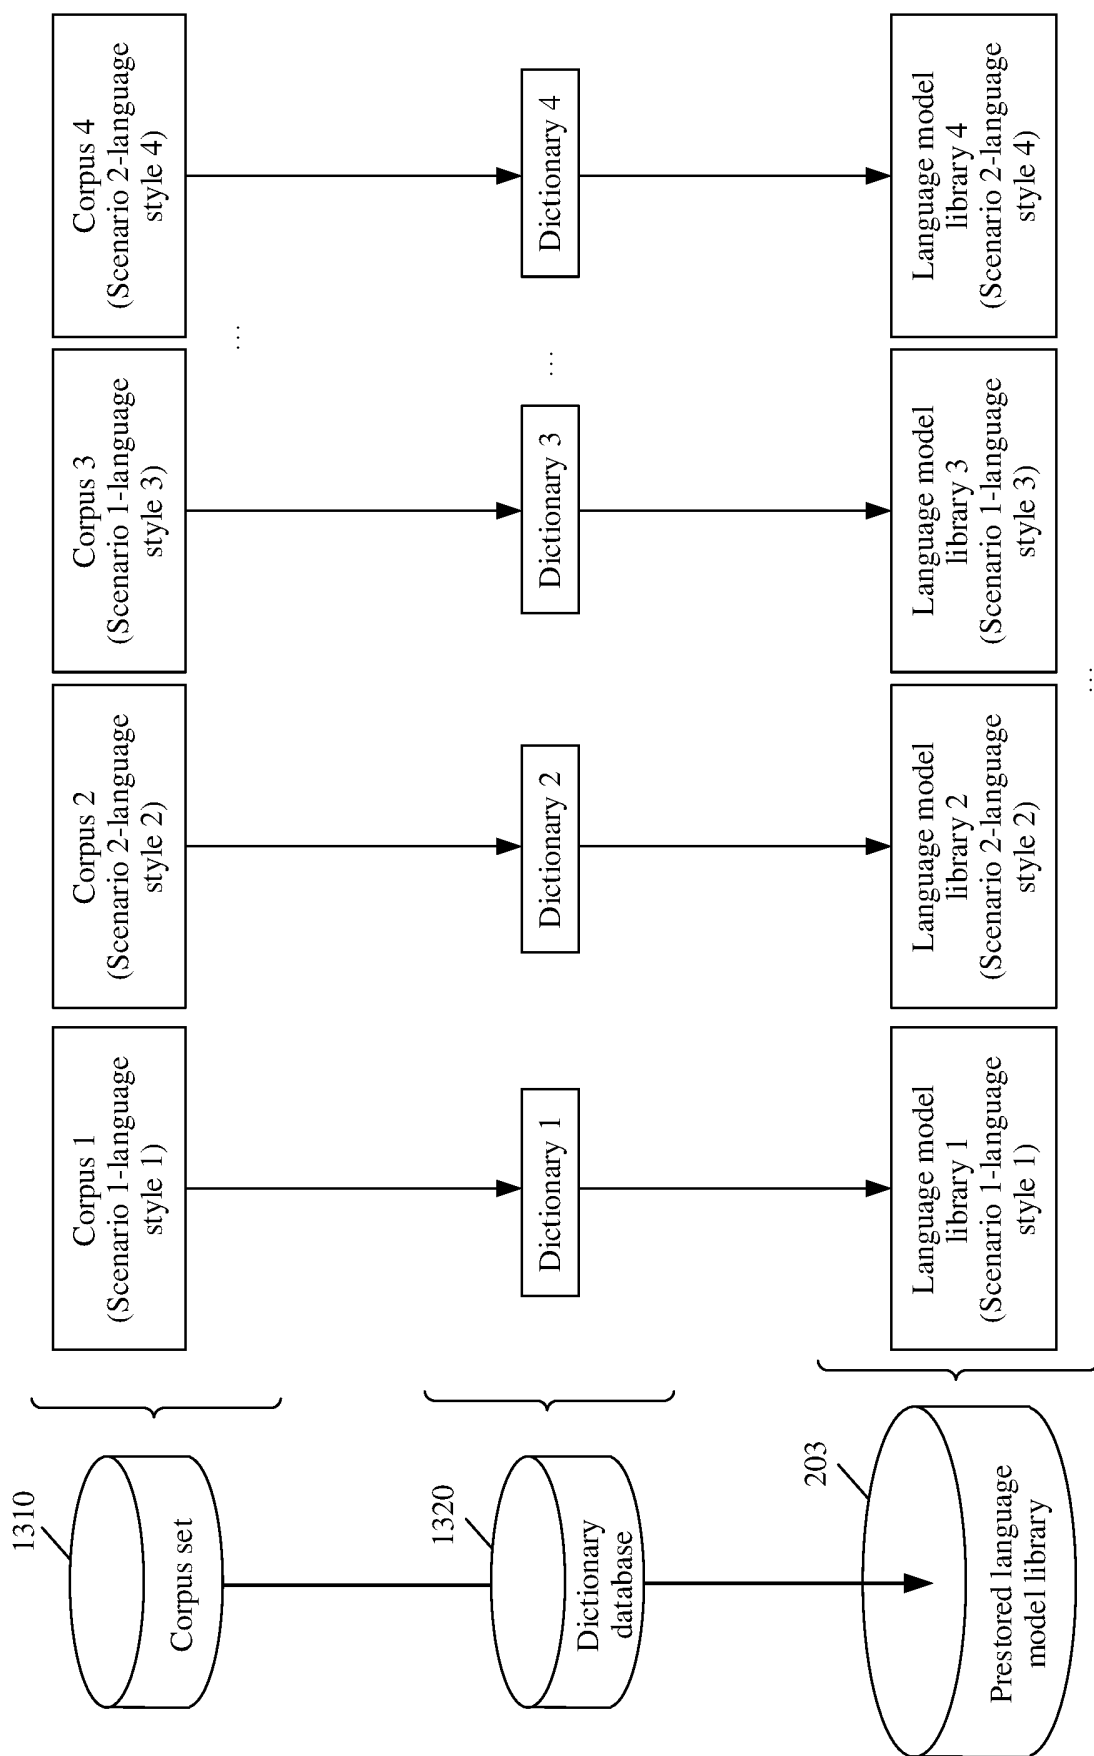 1310
Corpus set
Corpus 1
(Scenario 1-language
style 1)
Corpus 2
(Scenario 2-language
style 2)
Corpus 3
(Scenario 1-language
style 3)
...
Corpus 4
(Scenario 2-language
style 4)
1320
Dictionary
database
Dictionary 1
Dictionary 2
Dictionary 3
...
Dictionary 4
203
Prestored language
model library
Language model
library 1
(Scenario 1-language
style 1)
Language model
library 2
(Scenario 2-language
style 2)
Language model
library 3
(Scenario 1-language
style 3)
Language model
library 4
(Scenario 2-language
style 4)
...